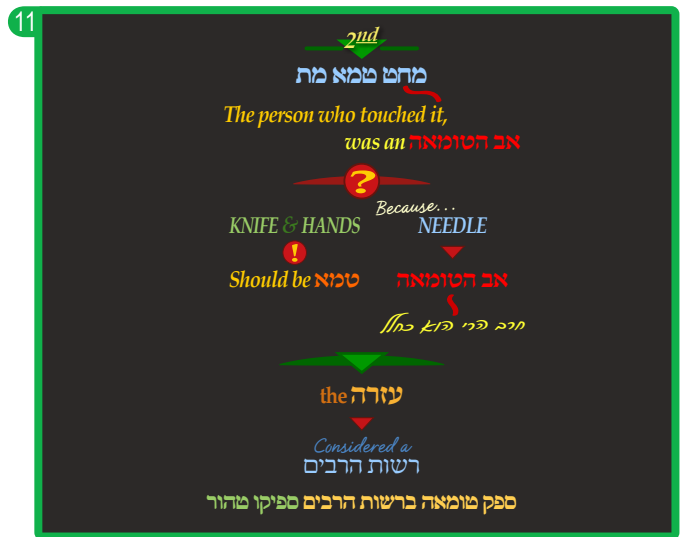 11
2nd
מחט טמא מת
The person who touched it,
was an אב הטומאה
?
Because...
KNIFE & HANDS NEEDLE
!
Should be טמא אב הטומאה
חרב הרי הוא כחלל
the עזרה
Considered a
רשות הרבים
ספק טומאה ברשות הרבים ספיקו טהור